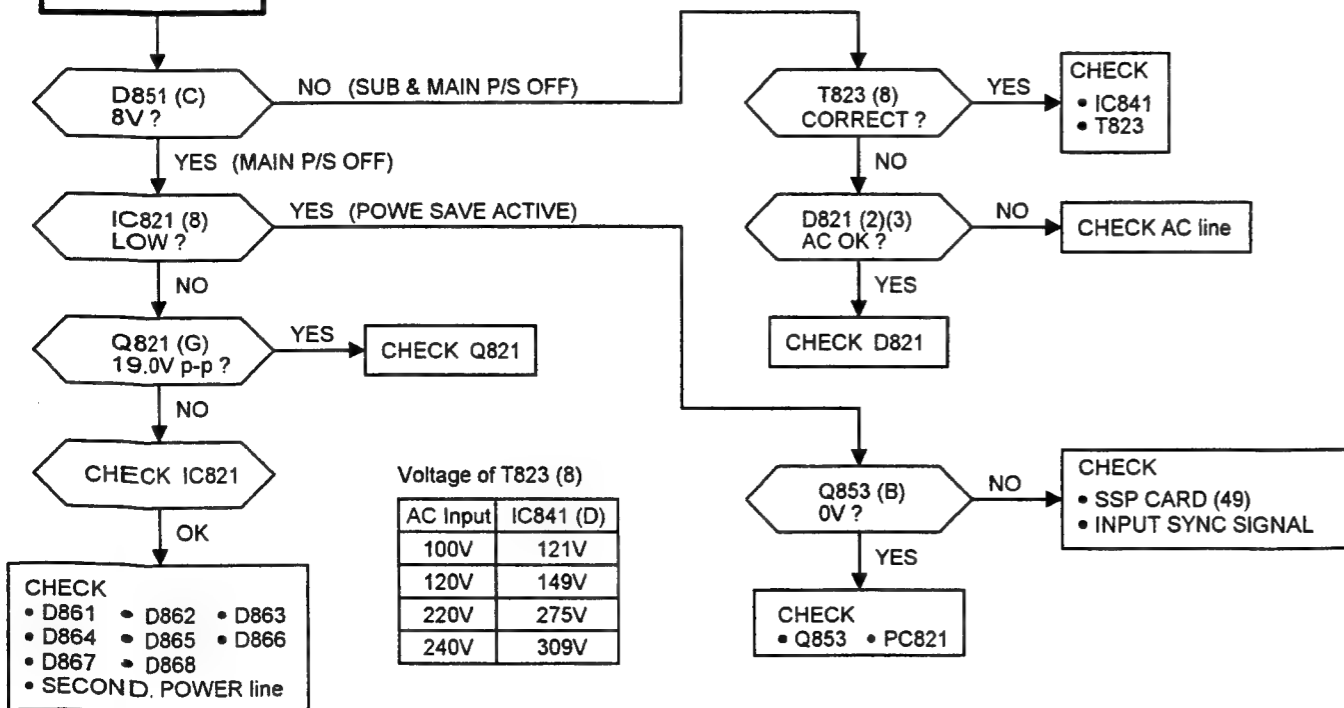 D851 (C)
8V ?
NO (SUB & MAIN P/S OFF)
YES (MAIN P/S OFF)
IC821 (8)
LOW ?
YES (POWE SAVE ACTIVE)
NO
Q821 (G)
19.0V p-p ?
YES
CHECK Q821
NO
CHECK IC821
OK
CHECK
• D861 • D862 • D863
• D864 • D865 • D866
• D867 • D868
• SECOND. POWER line
Voltage of T823 (8)
AC Input IC841 (D)
100V 121V
120V 149V
220V 275V
240V 309V
T823 (8)
CORRECT ?
YES
CHECK
• IC841
• T823
NO
D821 (2)(3)
AC OK ?
NO
CHECK AC line
YES
CHECK D821
Q853 (B)
0V ?
NO
CHECK
• SSP CARD (49)
• INPUT SYNC SIGNAL
YES
CHECK
• Q853 • PC821